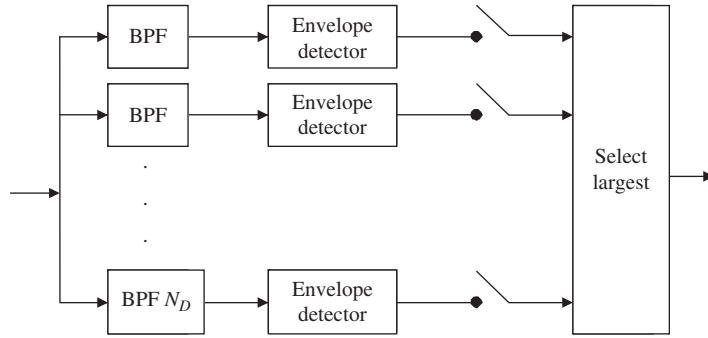 BPF
Envelope
detector
BPF
Envelope
detector
Select
largest
BPF N_D
Envelope
detector